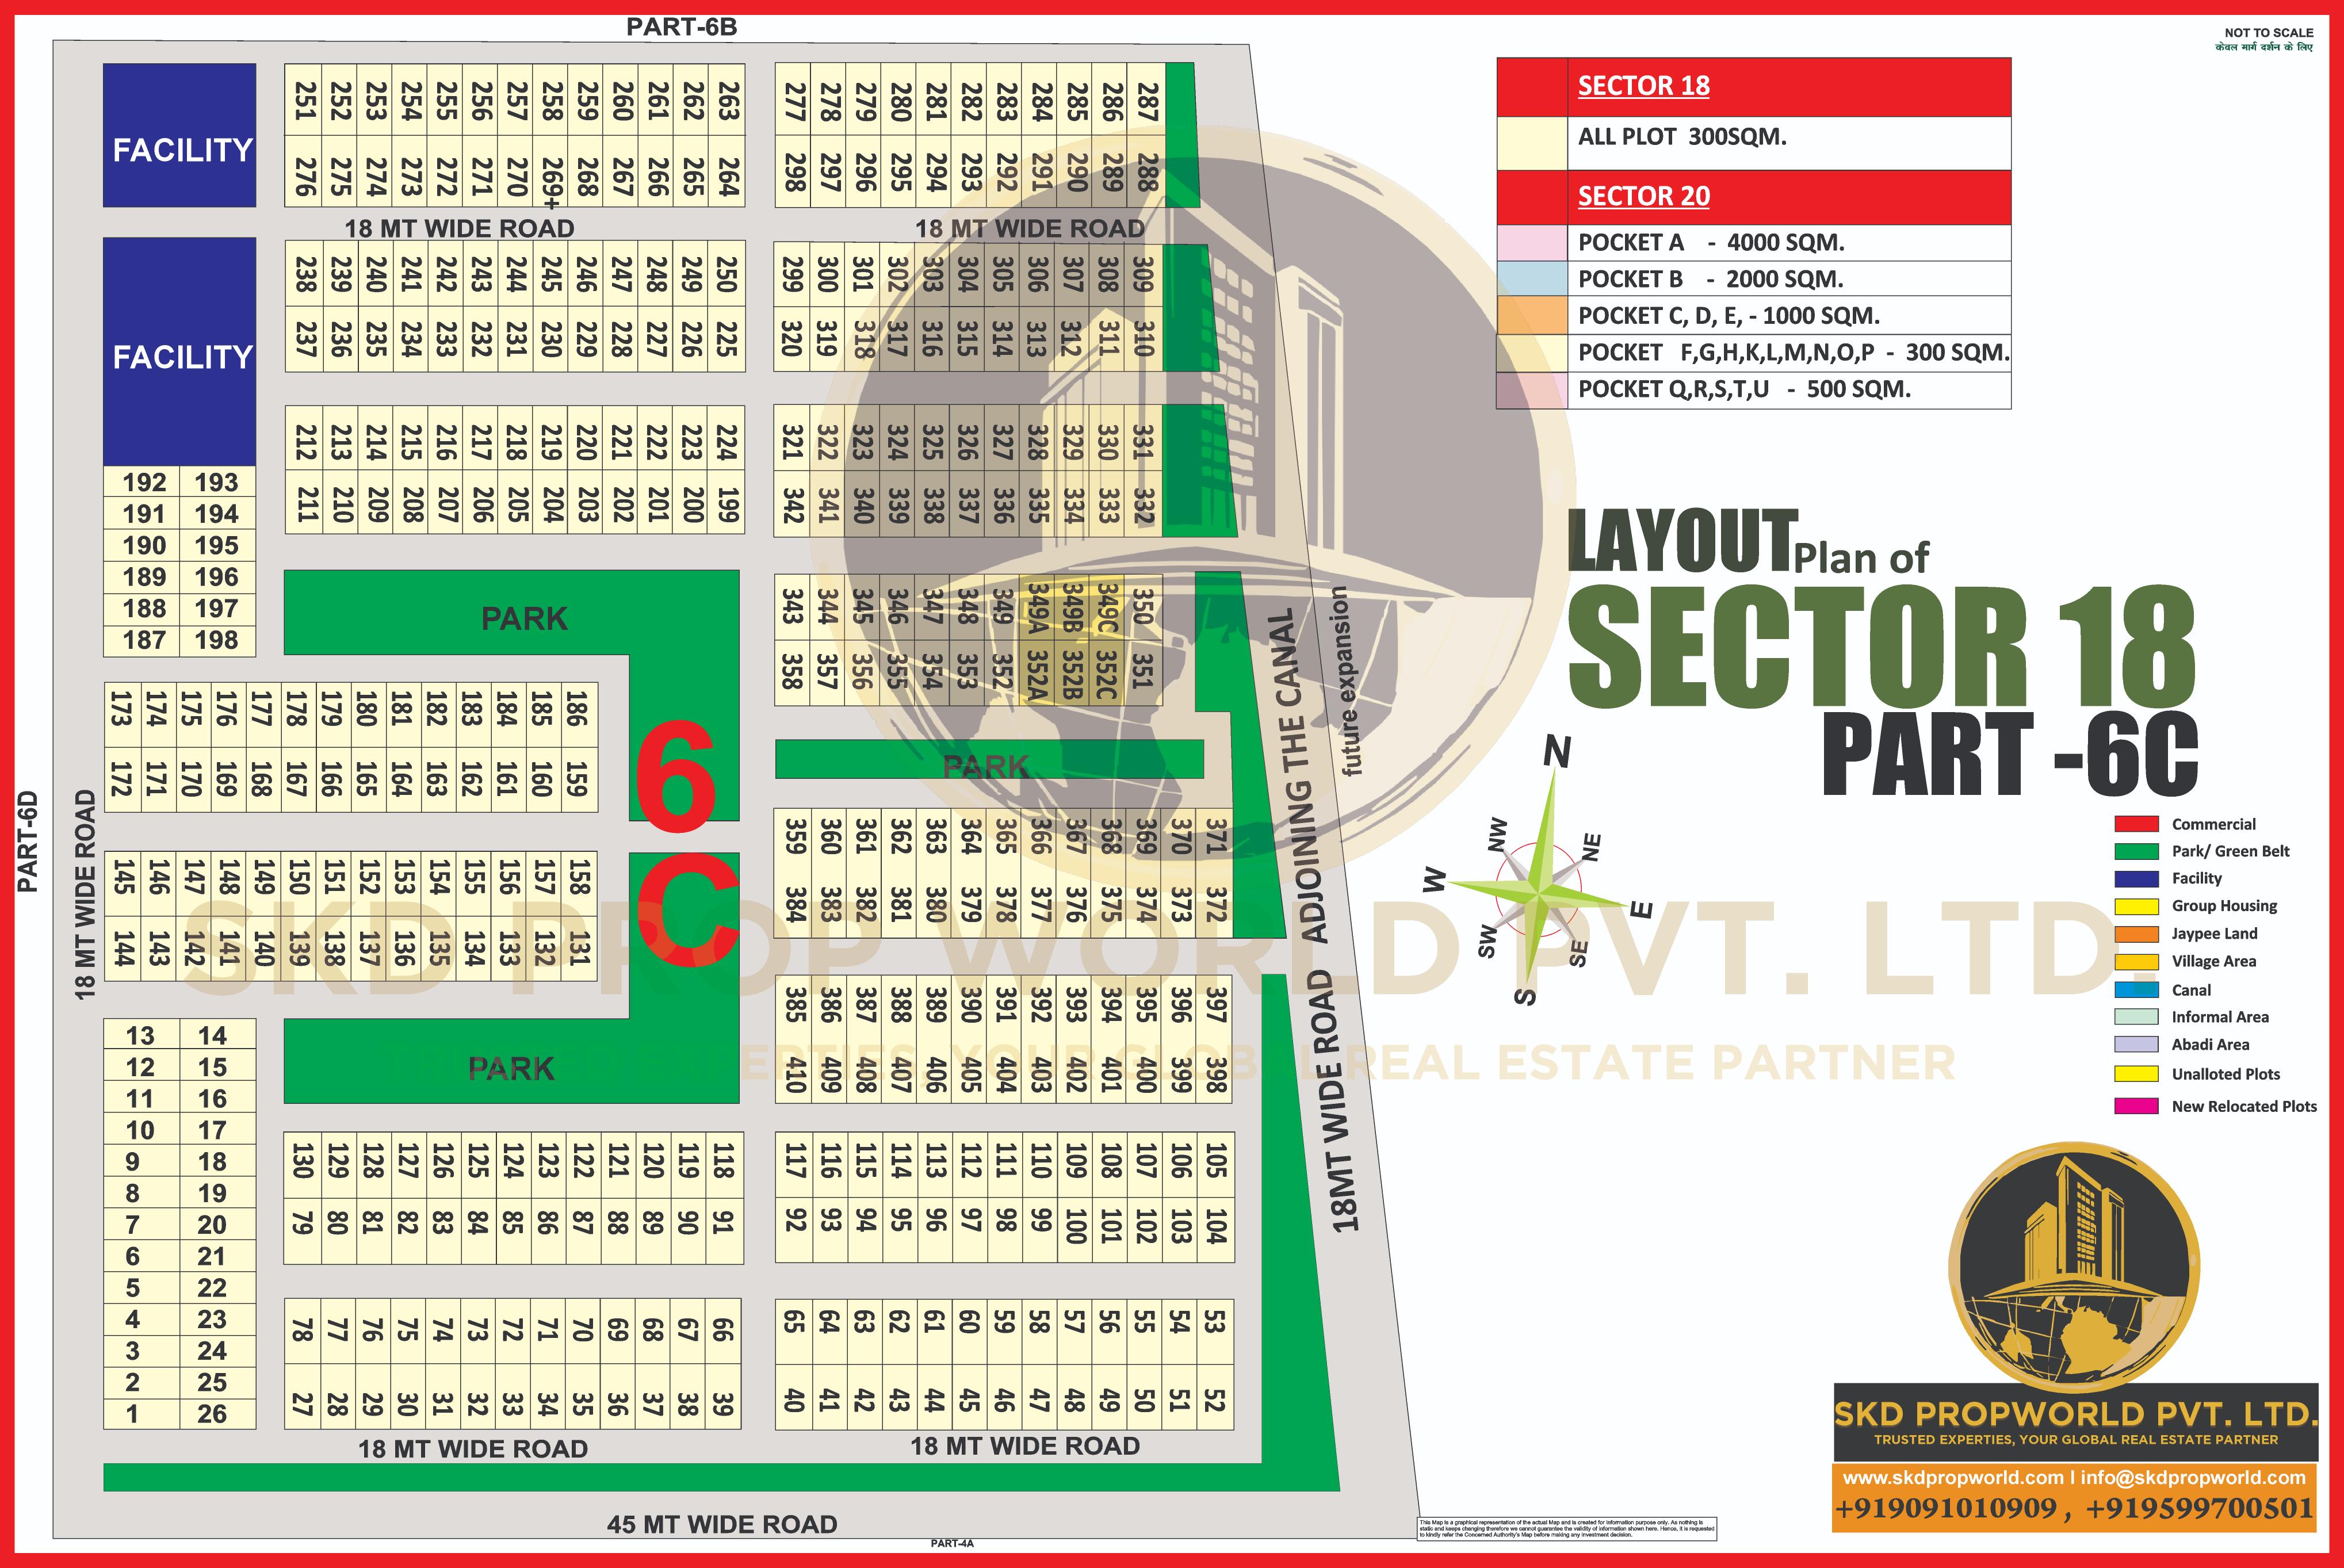 PART-6B
NOT TO SCALE
केवल मार्ग दर्शन के लिए
FACILITY
251 252 253 254 255 256 257 258 259 260 261 262 263
276 275 274 273 272 271 270 269+ 268 267 266 265 264
277 278 279 280 281 282 283 284 285 286 287
298 297 296 295 294 293 292 291 290 289 288
18 MT WIDE ROAD
18 MT WIDE ROAD
FACILITY
238 239 240 241 242 243 244 245 246 247 248 249 250
237 236 235 234 233 232 231 230 229 228 227 226 225
299 300 301 302 303 304 305 306 307 308 309
320 319 318 317 316 315 314 313 312 311 310
212 213 214 215 216 217 218 219 220 221 222 223 224
211 210 209 208 207 206 205 204 203 202 201 200 199
321 322 323 324 325 326 327 328 329 330 331
342 341 340 339 338 337 336 335 334 333 332
192 193
191 194
190 195
189 196
188 197
187 198
PARK
343 344 345 346 347 348 349 349A 349B 349C 350
358 357 356 355 354 353 352 352A 352B 352C 351
173 174 175 176 177 178 179 180 181 182 183 184 185 186
172 171 170 169 168 167 166 165 164 163 162 161 160 159
6
C
PARK
359 360 361 362 363 364 365 366 367 368 369 370 371
384 383 382 381 380 379 378 377 376 375 374 373 372
145 146 147 148 149 150 151 152 153 154 155 156 157 158
144 143 142 141 140 139 138 137 136 135 134 133 132 131
385 386 387 388 389 390 391 392 393 394 395 396 397
410 409 408 407 406 405 404 403 402 401 400 399 398
PARK
13 14
12 15
11 16
10 17
9 18
8 19
7 20
6 21
5 22
4 23
3 24
2 25
1 26
130 129 128 127 126 125 124 123 122 121 120 119 118
79 80 81 82 83 84 85 86 87 88 89 90 91
117 116 115 114 113 112 111 110 109 108 107 106 105
92 93 94 95 96 97 98 99 100 101 102 103 104
78 77 76 75 74 73 72 71 70 69 68 67 66
27 28 29 30 31 32 33 34 35 36 37 38 39
65 64 63 62 61 60 59 58 57 56 55 54 53
40 41 42 43 44 45 46 47 48 49 50 51 52
18 MT WIDE ROAD
18 MT WIDE ROAD
45 MT WIDE ROAD
PART-4A
PART-6D
18 MT WIDE ROAD
18MT WIDE ROAD ADJOINING THE CANAL
future expansion
SKD PROP WORLD PVT. LTD.
SECTOR 18
ALL PLOT 300SQM.
SECTOR 20
POCKET A - 4000 SQM.
POCKET B - 2000 SQM.
POCKET C, D, E, - 1000 SQM.
POCKET F,G,H,K,L,M,N,O,P - 300 SQM.
POCKET Q,R,S,T,U - 500 SQM.
LAYOUT Plan of
SECTOR 18
PART -6C
N
NW
NE
W
E
SW
SE
S
Commercial
Park/ Green Belt
Facility
Group Housing
Jaypee Land
Village Area
Canal
Informal Area
Abadi Area
Unalloted Plots
New Relocated Plots
SKD PROPWORLD PVT. LTD.
TRUSTED EXPERTIES, YOUR GLOBAL REAL ESTATE PARTNER
www.skdpropworld.com I info@skdpropworld.com
+919091010909 , +919599700501
This Map is a graphical representation of the actual Map and is created for information purpose only. As nothing is
static and keeps changing therefore we cannot guarantee the validity of information shown here. Hence, it is requested
to kindly refer the Concerned Authority's Map before making any investment decision.